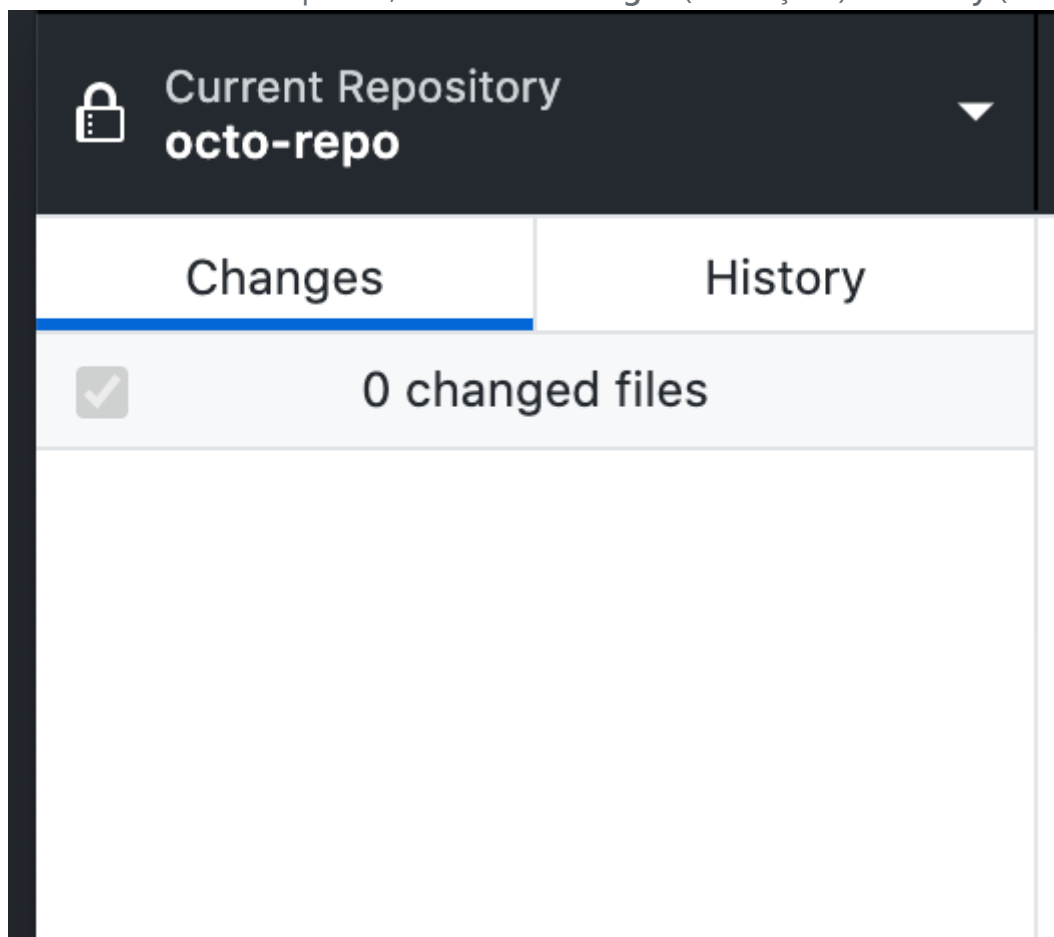 Current Repository
octo-repo
Changes
History
0 changed files